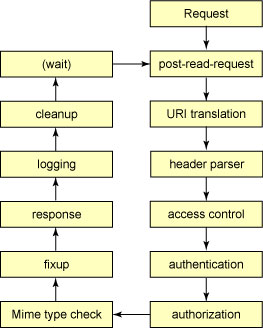 Request
(wait)
post-read-request
cleanup
URI translation
logging
header parser
response
access control
fixup
authentication
Mime type check
authorization